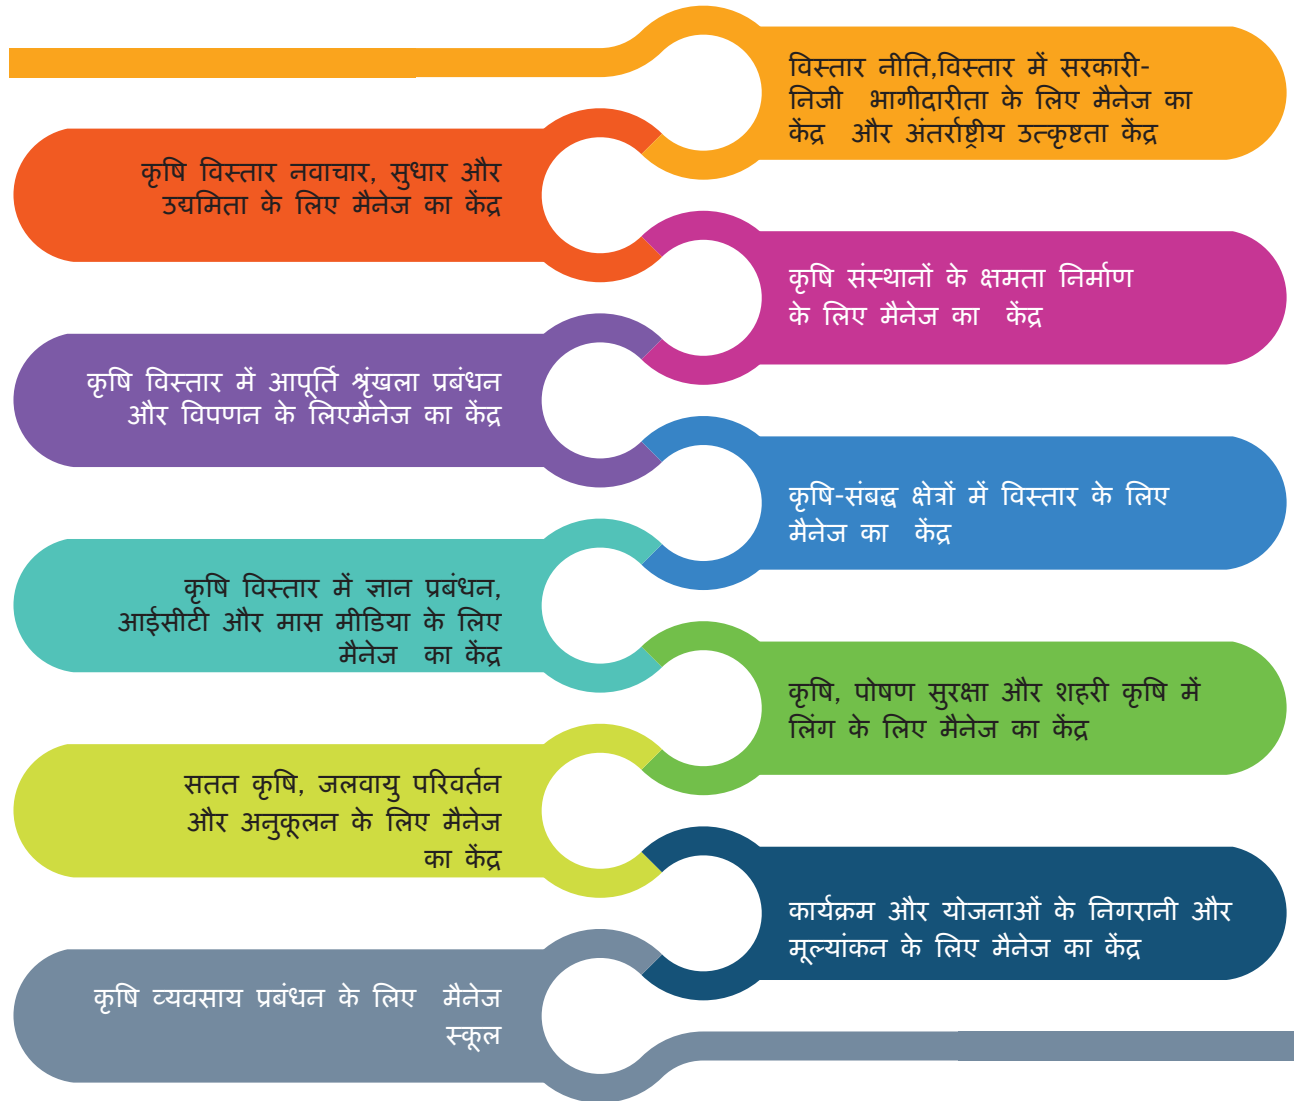 विस्तार नीति,विस्तार में सरकारी-
निजी भागीदारीता के लिए मैनेज का
केंद्र और अंतर्राष्ट्रीय उत्कृष्टता केंद्र
कृषि विस्तार नवाचार, सुधार और
उद्यमिता के लिए मैनेज का केंद्र
कृषि संस्थानों के क्षमता निर्माण
के लिए मैनेज का केंद्र
कृषि विस्तार में आपूर्ति श्रृंखला प्रबंधन
और विपणन के लिएमैनेज का केंद्र
कृषि-संबद्ध क्षेत्रों में विस्तार के लिए
मैनेज का केंद्र
कृषि विस्तार में ज्ञान प्रबंधन,
आईसीटी और मास मीडिया के लिए
मैनेज का केंद्र
कृषि, पोषण सुरक्षा और शहरी कृषि में
लिंग के लिए मैनेज का केंद्र
सतत कृषि, जलवायु परिवर्तन
और अनुकूलन के लिए मैनेज
का केंद्र
कार्यक्रम और योजनाओं के निगरानी और
मूल्यांकन के लिए मैनेज का केंद्र
कृषि व्यवसाय प्रबंधन के लिए मैनेज
स्कूल